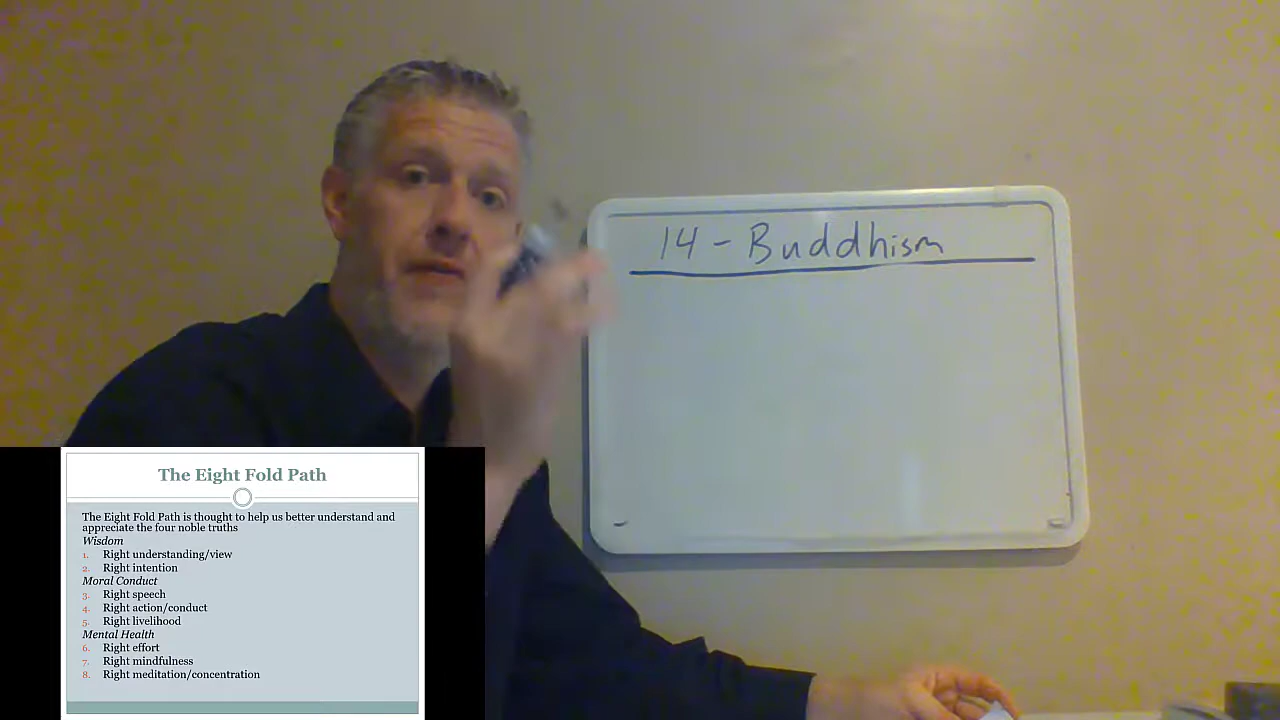 14 - Buddhism
The Eight Fold Path
The Eight Fold Path is thought to help us better understand and
appreciate the four noble truths
Wisdom
1. Right understanding/view
2. Right intention
Moral Conduct
3. Right speech
4. Right action/conduct
5. Right livelihood
Mental Health
6. Right effort
7. Right mindfulness
8. Right meditation/concentration